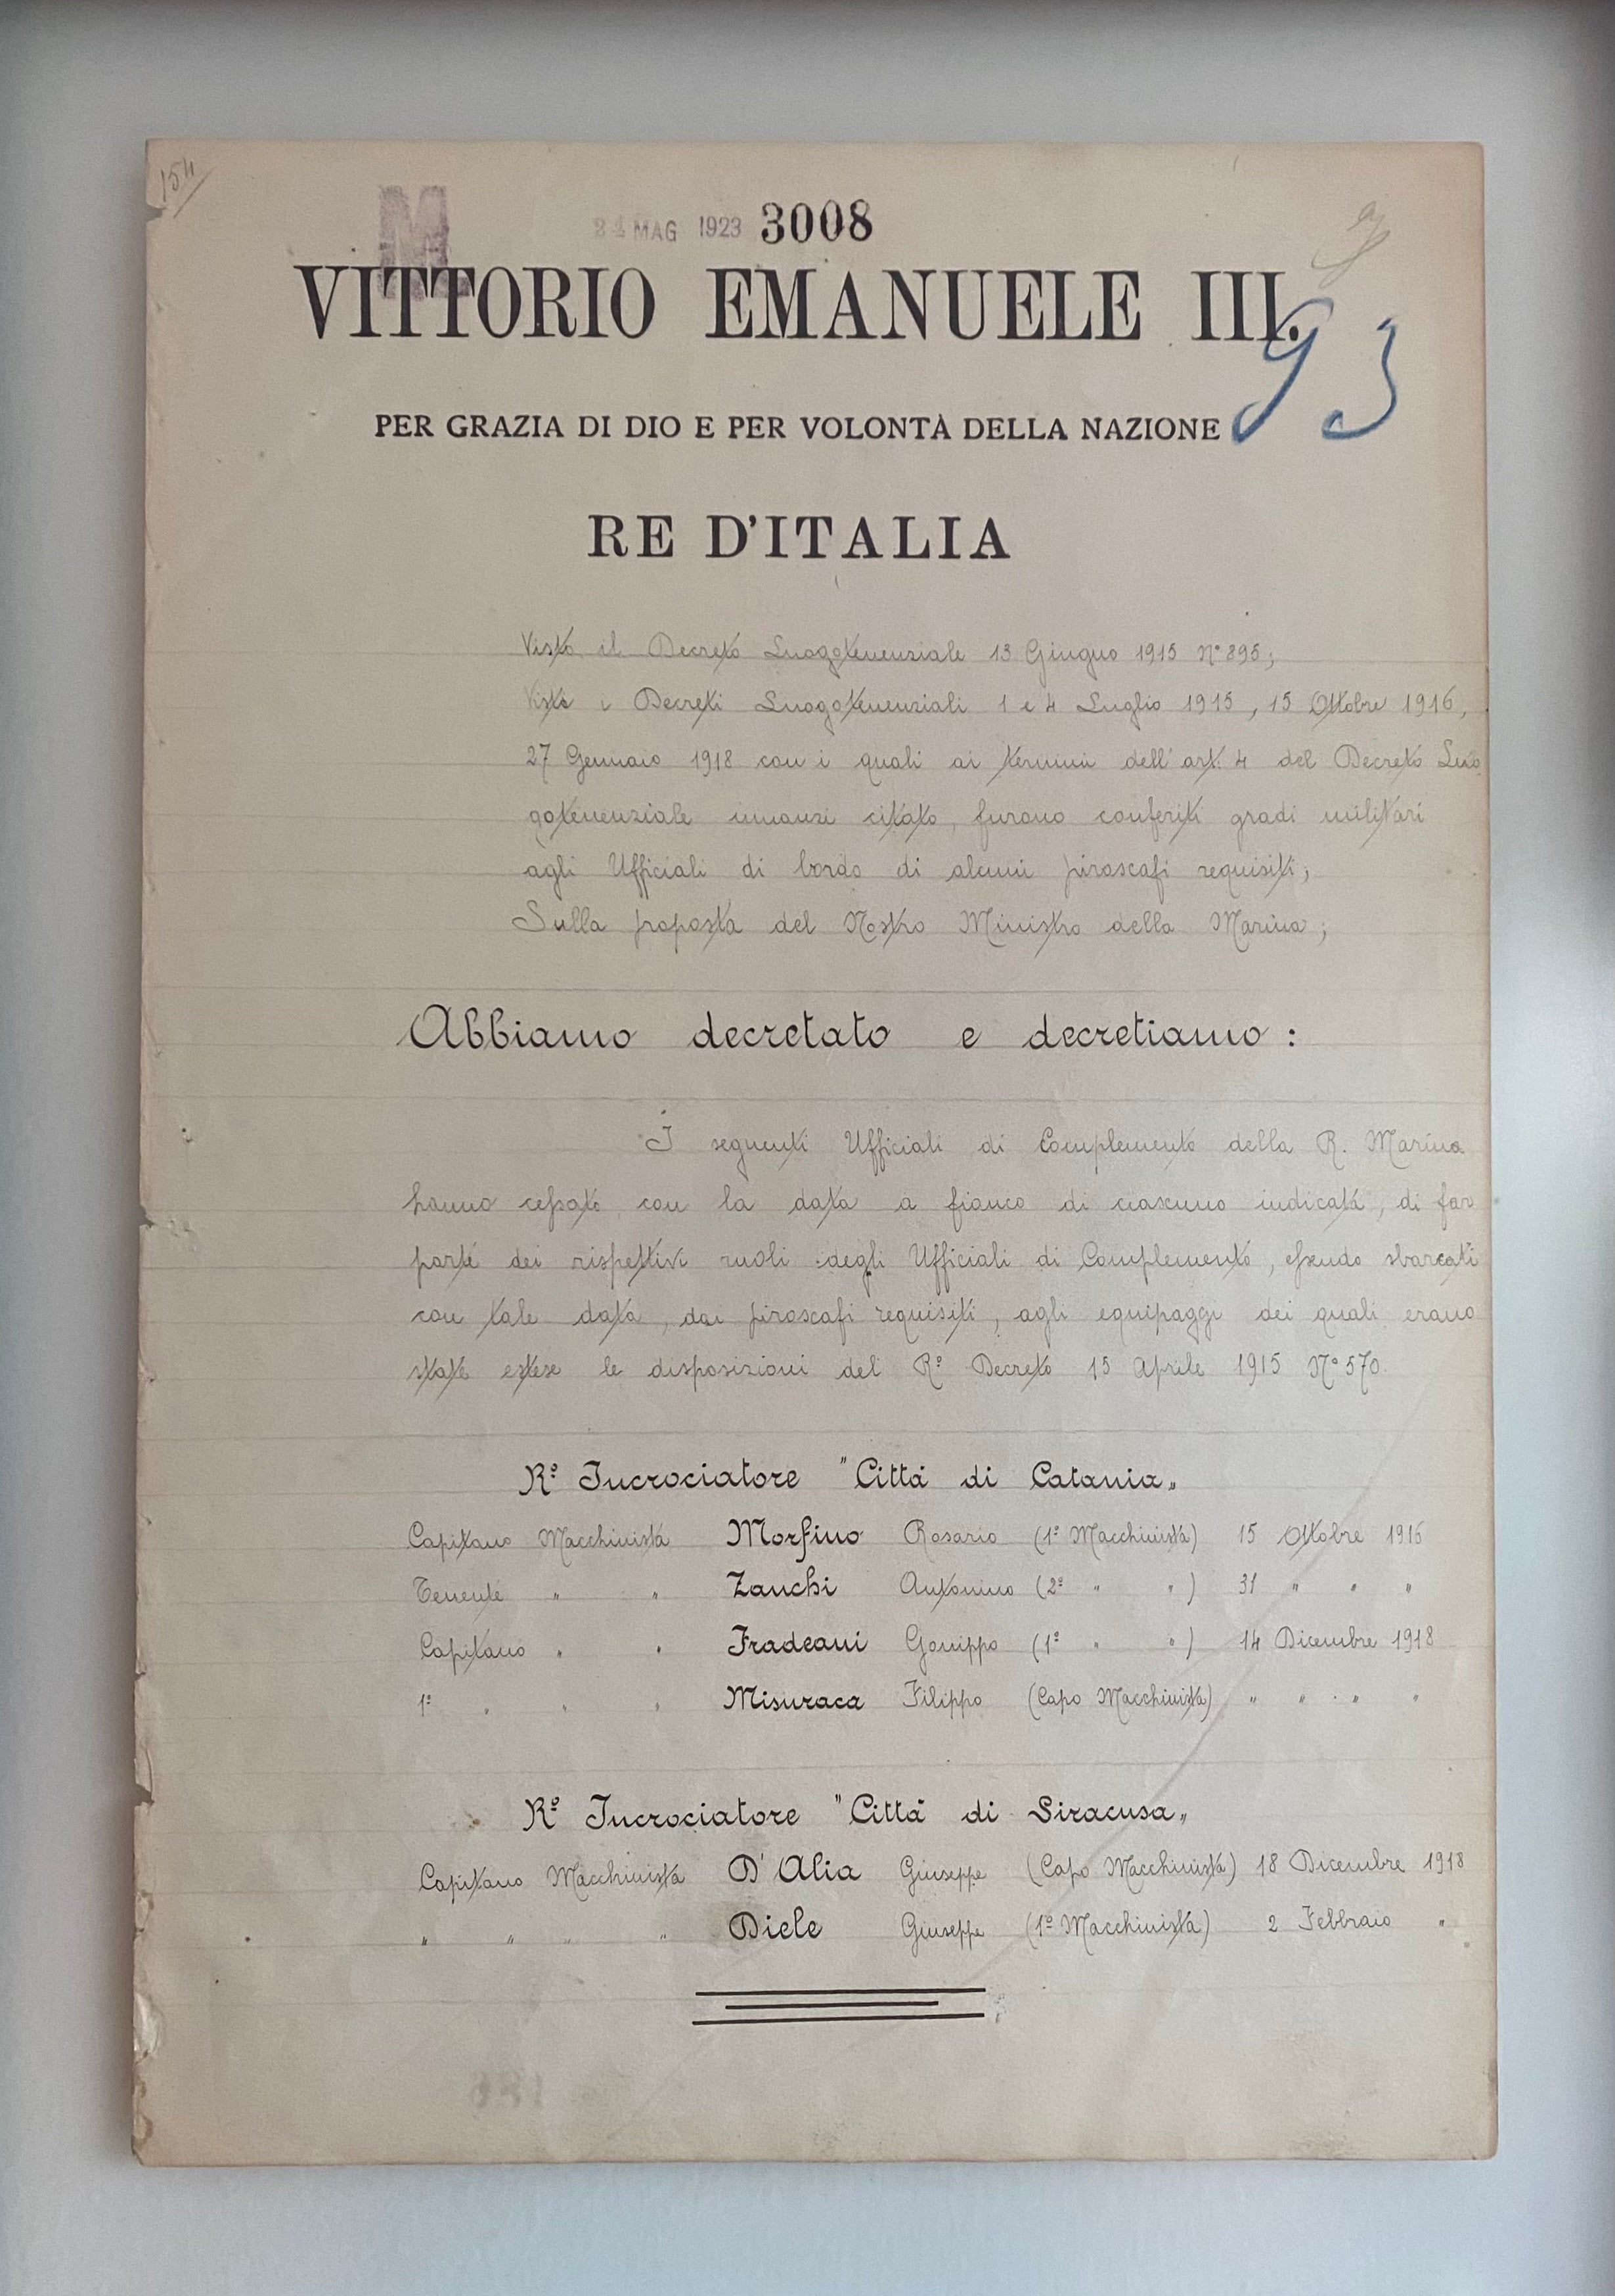 154
M
MAG 1923 3008
VITTORIO EMANUELE III.
93
PER GRAZIA DI DIO E PER VOLONTÀ DELLA NAZIONE
RE D'ITALIA
Visto il Decreto Luogotenenziale 13 Giugno 1915 N° 895;
Visti i Decreti Luogotenenziali 1 e 4 Luglio 1915, 15 Ottobre 1916,
27 Gennaio 1918 con i quali ai termini dell'art. 4 del Decreto Luo
gotenenziale innanzi citato, furono conferiti gradi militari
agli Ufficiali di bordo di alcuni piroscafi requisiti;
Sulla proposta del Nostro Ministro della Marina;
Abbiamo decretato e decretiamo:
I seguenti Ufficiali di Complemento della R. Marina
hanno cessato con la data a fianco di ciascuno indicata, di far
parte dei rispettivi ruoli degli Ufficiali di Complemento, essendo sbarcati
con tale data, dai piroscafi requisiti, agli equipaggi dei quali erano
state estese le disposizioni del R° Decreto 15 Aprile 1915 N° 570.
R° Incrociatore "Città di Catania"
Capitano Macchinista Morfino Rosario (1° Macchinista) 15 Ottobre 1916
Tenente " " Zanchi Antonino (2° " ") 31 " " "
Capitano " " Fradeani Gonippo (1° " ") 14 Dicembre 1918
1° " " " Misuraca Filippo (Capo Macchinista) " " " "
R° Incrociatore "Città di Siracusa"
Capitano Macchinista D'Alia Giuseppe (Capo Macchinista) 18 Dicembre 1918
" " " " Diele Giuseppe (1° Macchinista) 2 Febbraio "